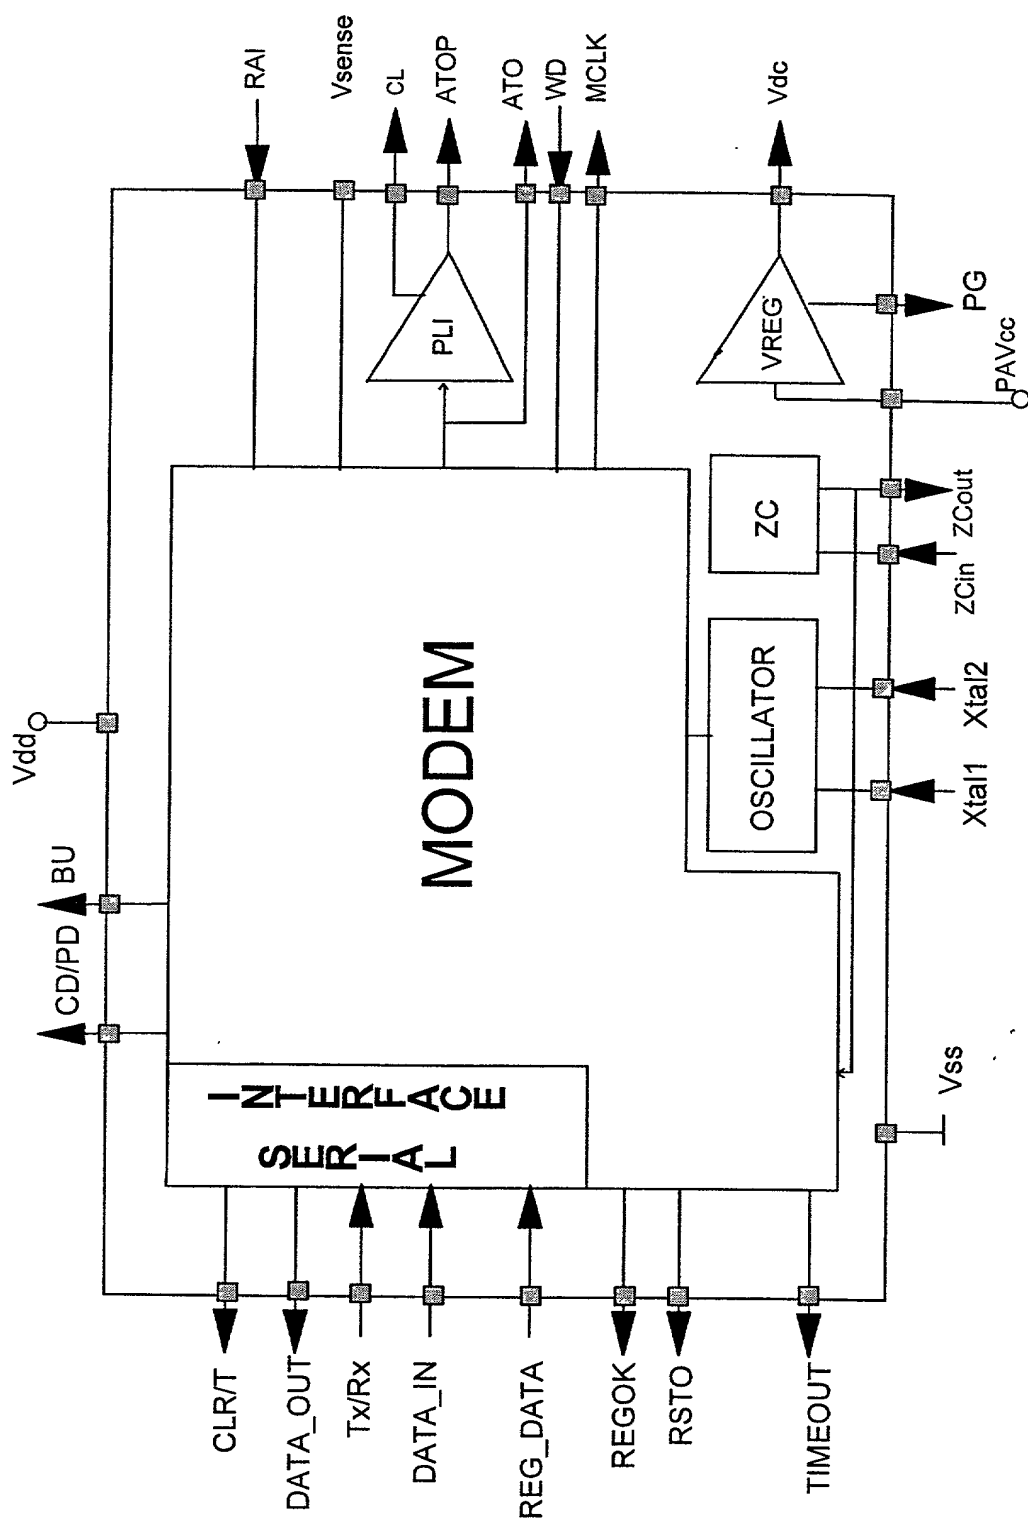 Vdd
CD/PD
BU
RAI
Vsense
CL
ATOP
ATO
WD
MCLK
Vdc
CLR/T
DATA_OUT
Tx/Rx
DATA_IN
REG_DATA
REGOK
RSTO
TIMEOUT
SERIAL
INTERFACE
MODEM
PLI
VREG
OSCILLATOR
ZC
Vss
Xtal1
Xtal2
ZCin
ZCout
PAVcc
PG